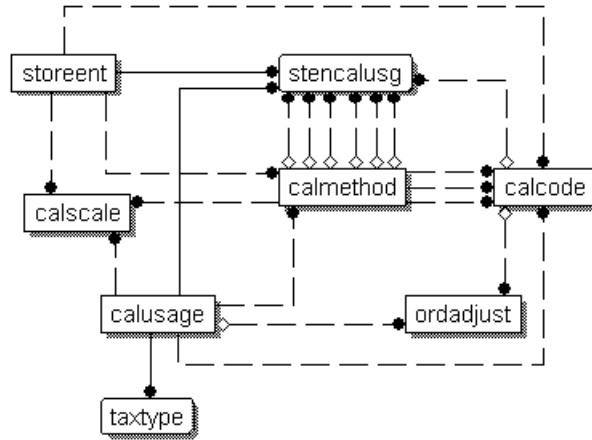 storeent
stencalusg
calmethod
calcode
calscale
calusage
ordadjust
taxtype